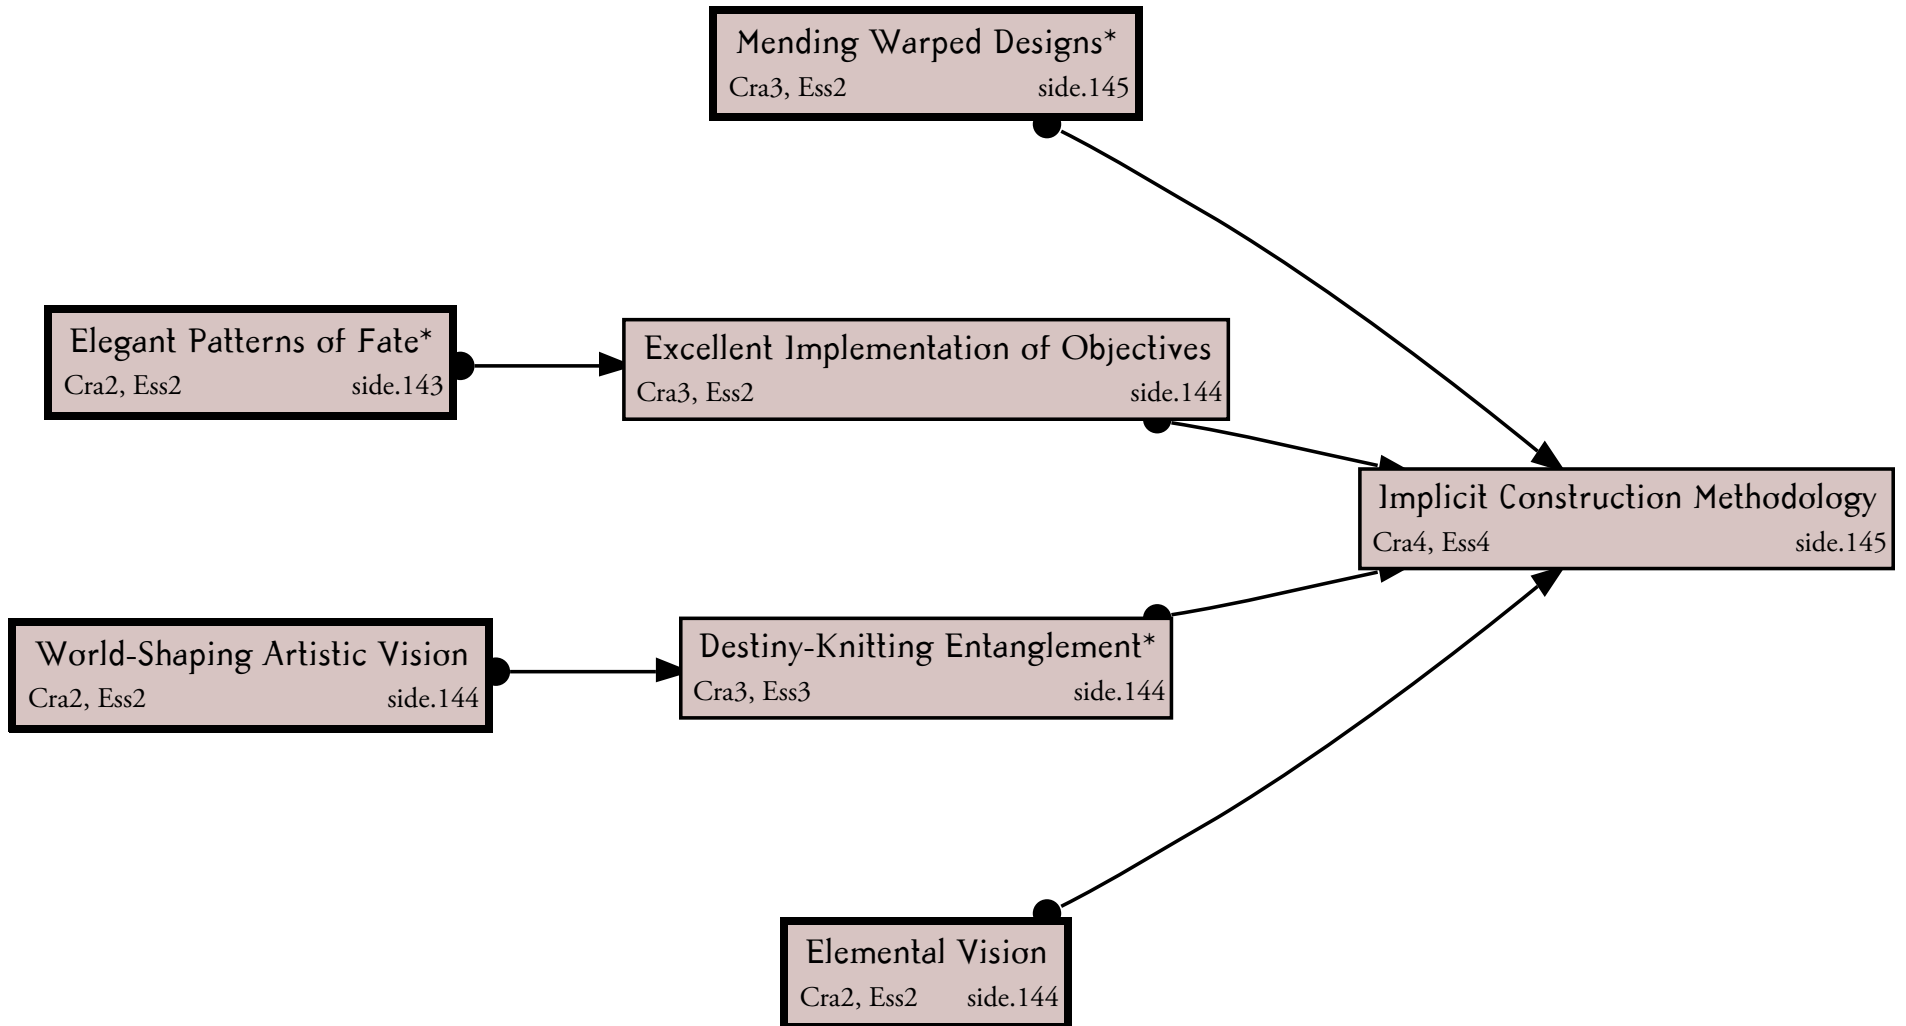 Mending Warped Designs*
Cra3, Ess2 side.145
Elegant Patterns of Fate*
Cra2, Ess2 side.143
Excellent Implementation of Objectives
Cra3, Ess2 side.144
Implicit Construction Methodology
Cra4, Ess4 side.145
World-Shaping Artistic Vision
Cra2, Ess2 side.144
Destiny-Knitting Entanglement*
Cra3, Ess3 side.144
Elemental Vision
Cra2, Ess2 side.144